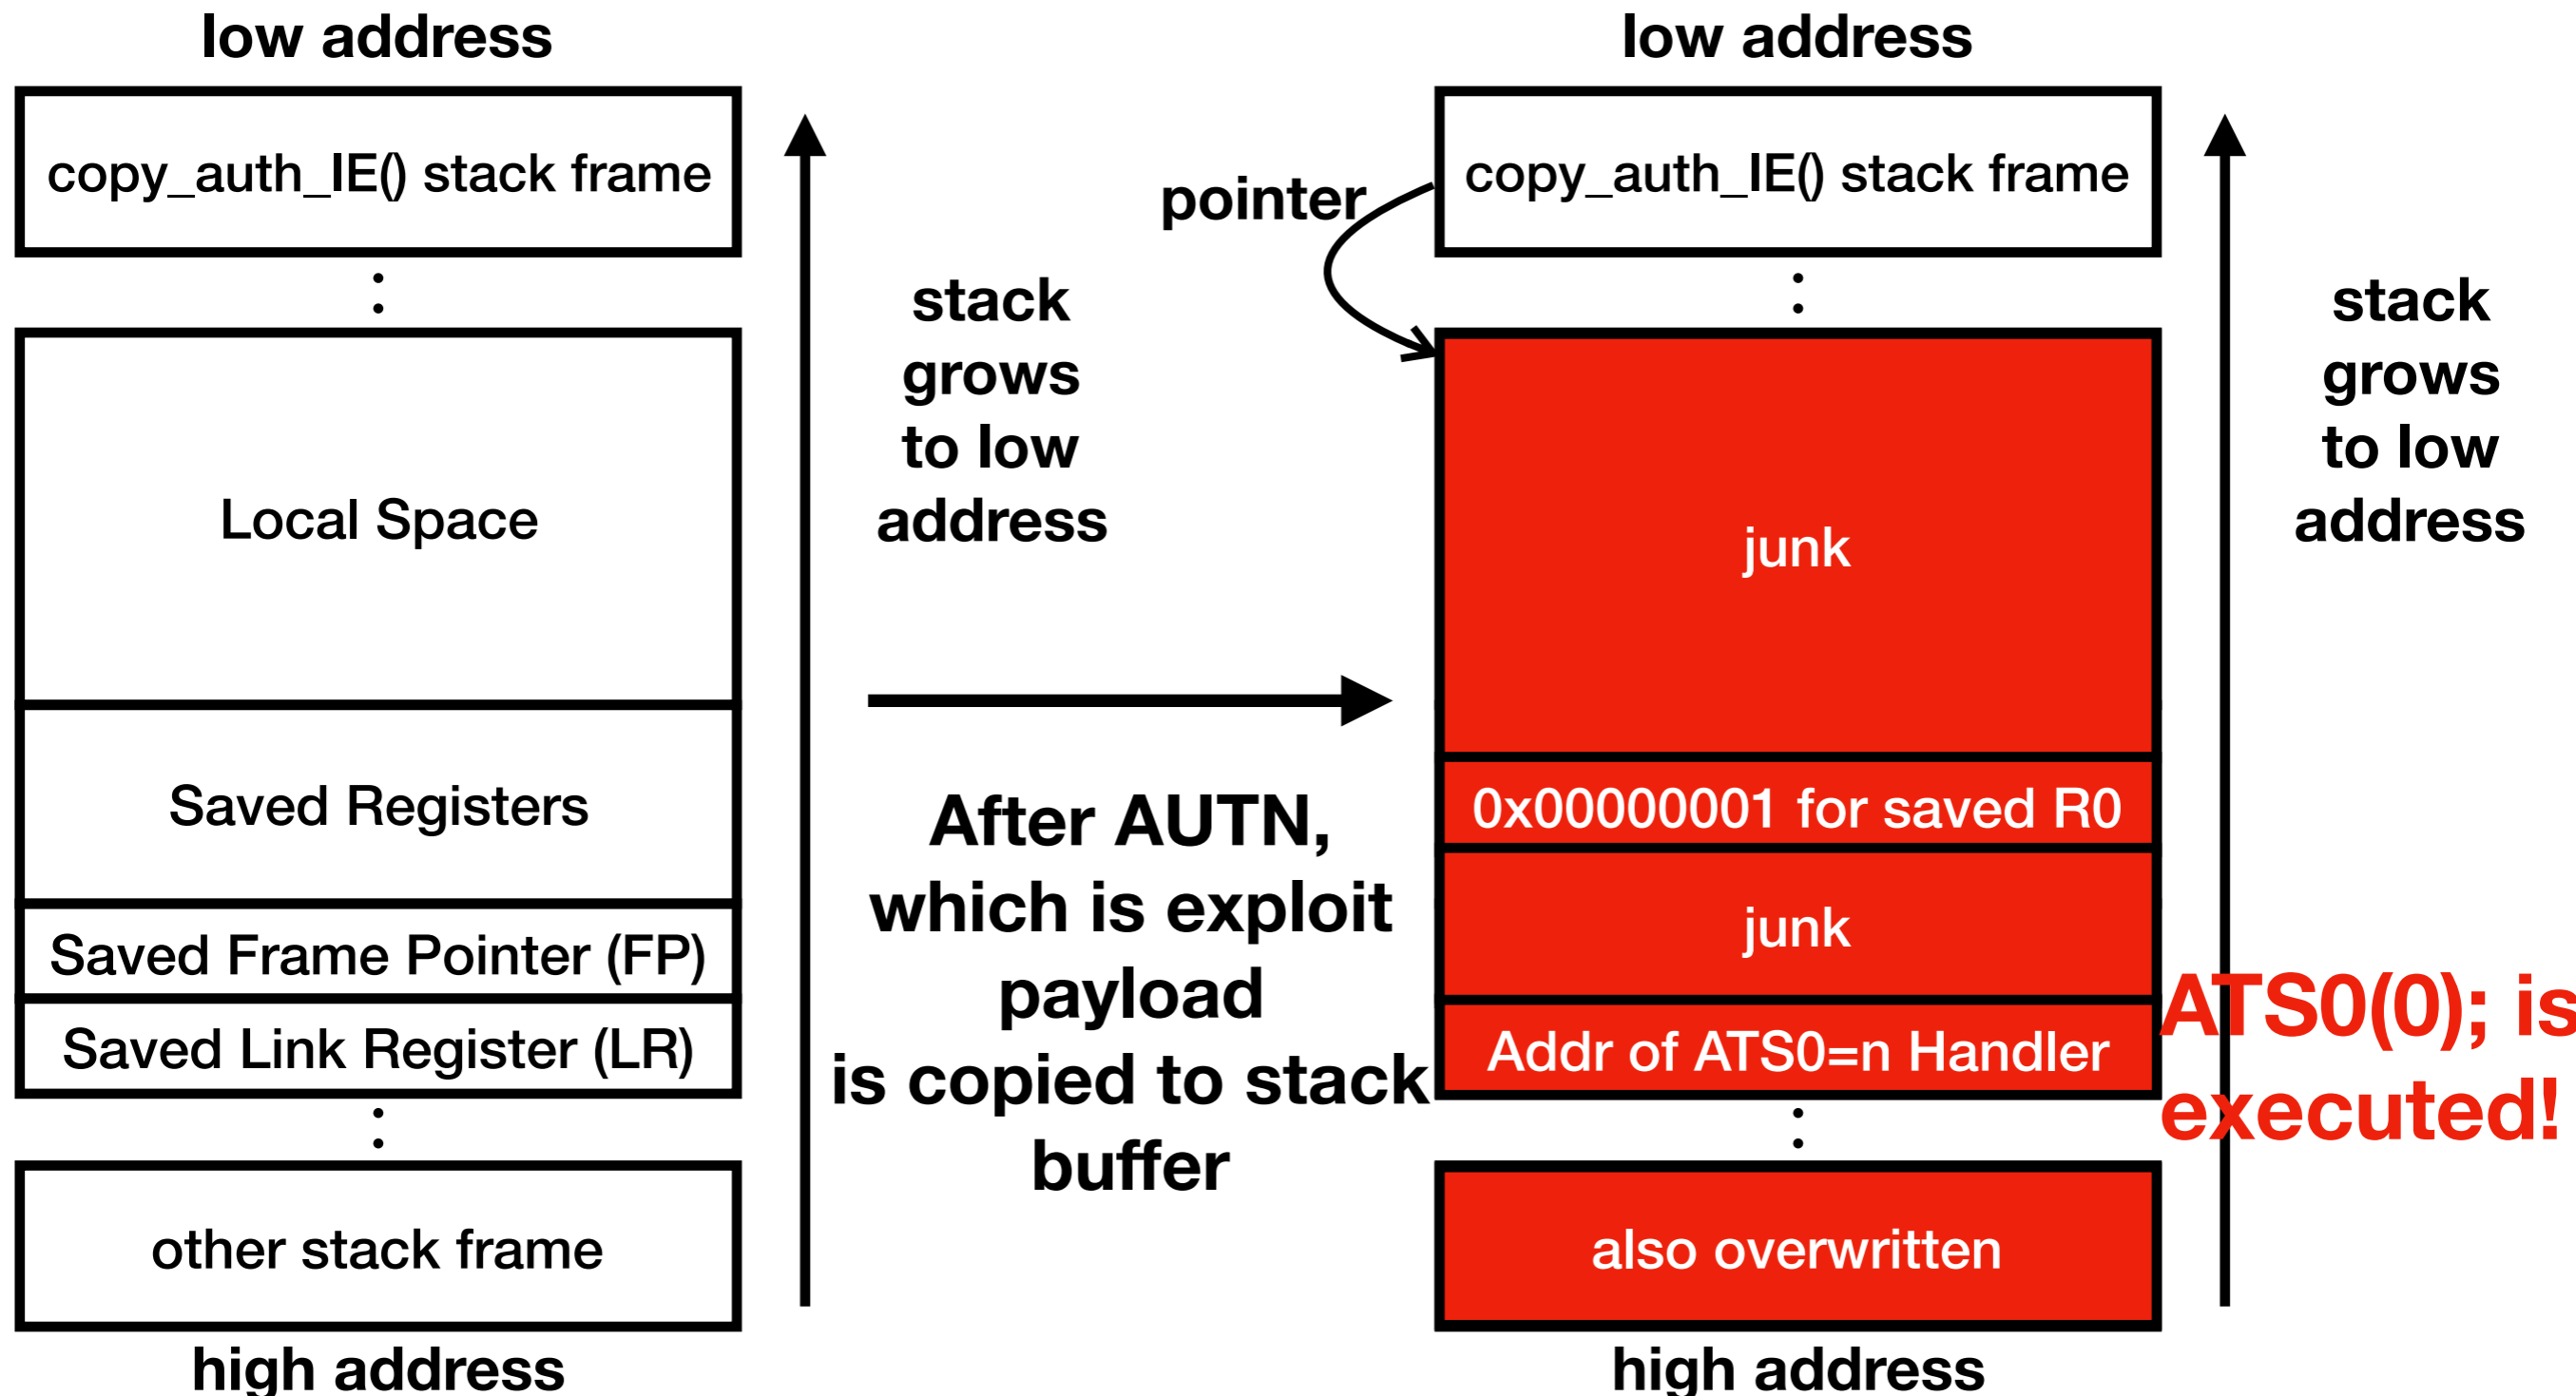 low address
copy_auth_IE() stack frame
:
Local Space
Saved Registers
Saved Frame Pointer (FP)
Saved Link Register (LR)
:
other stack frame
high address
stack
grows
to low
address
After AUTN,
which is exploit
payload
is copied to stack
buffer
low address
pointer
copy_auth_IE() stack frame
:
junk
0x00000001 for saved R0
junk
Addr of ATS0=n Handler
:
also overwritten
high address
stack
grows
to low
address
ATS0(0); is
executed!